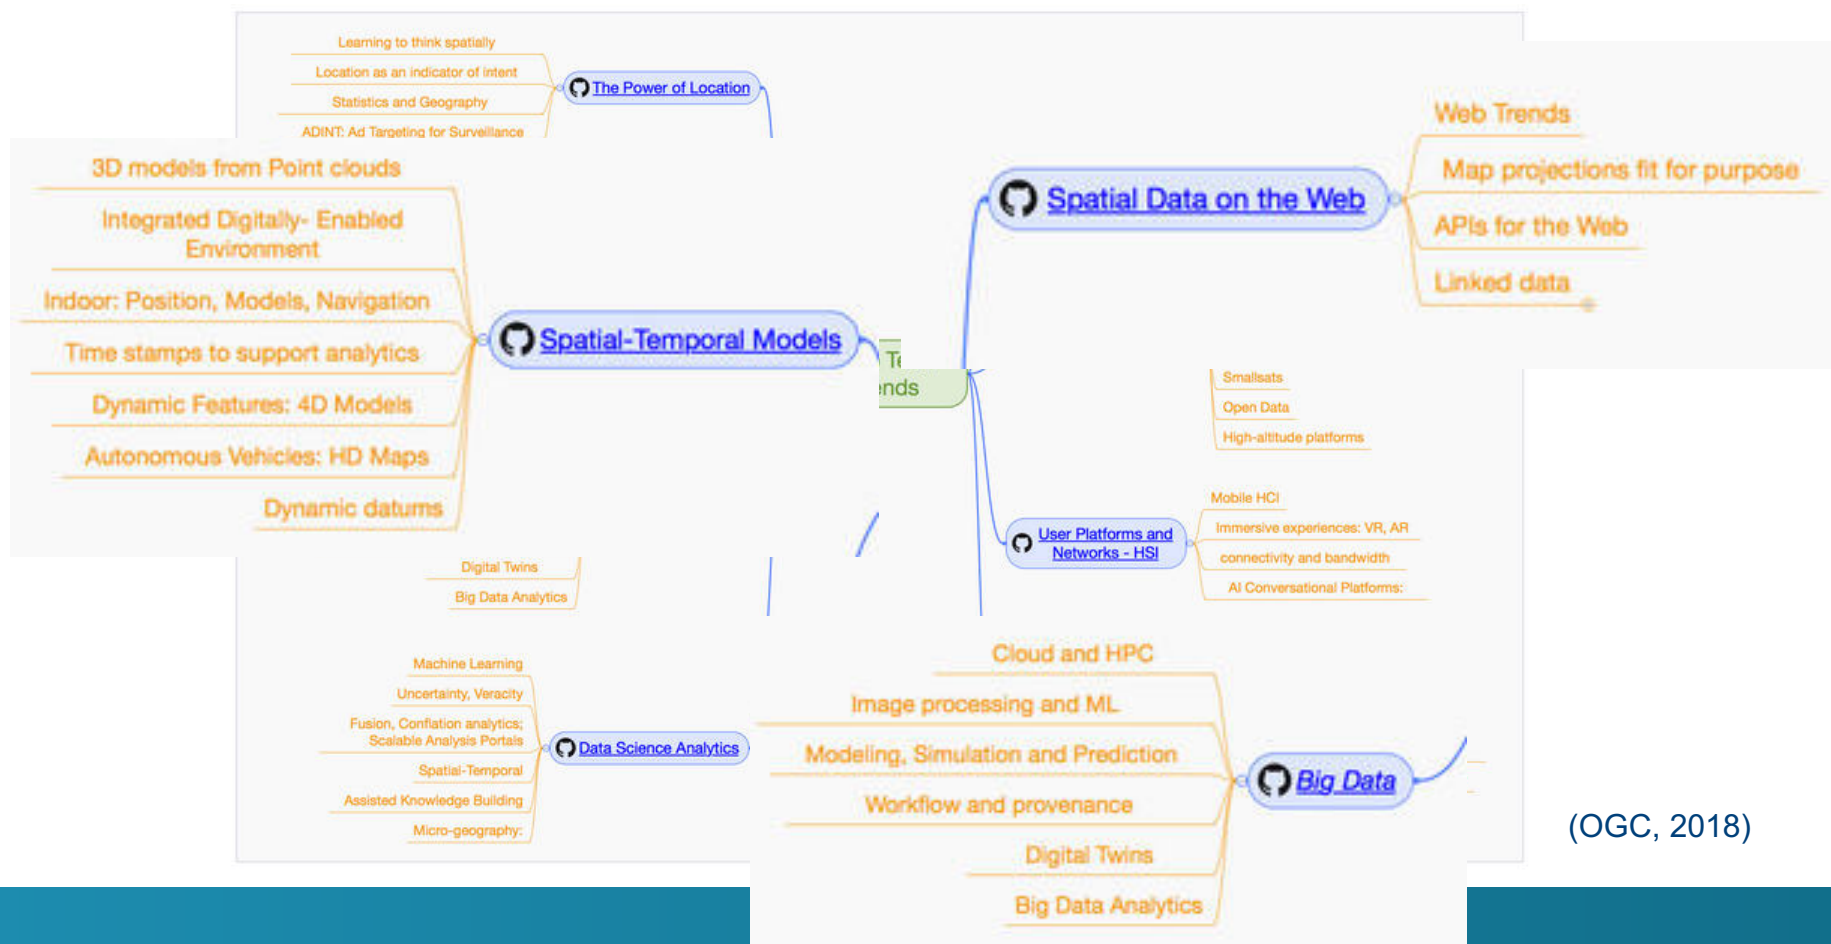 Learning to think spatially
Location as an indicator of intent
Statistics and Geography
ADINT: Ad Targeting for Surveillance
The Power of Location
3D models from Point clouds
Integrated Digitally- Enabled
Environment
Indoor: Position, Models, Navigation
Time stamps to support analytics
Dynamic Features: 4D Models
Autonomous Vehicles: HD Maps
Dynamic datums
Spatial-Temporal Models
Spatial Data on the Web
Web Trends
Map projections fit for purpose
APIs for the Web
Linked data
Smallsats
Open Data
High-altitude platforms
User Platforms and
Networks - HSI
Mobile HCI
Immersive experiences: VR, AR
connectivity and bandwidth
AI Conversational Platforms:
Digital Twins
Big Data Analytics
Machine Learning
Uncertainty, Veracity
Fusion, Conflation analytics;
Scalable Analysis Portals
Spatial-Temporal
Assisted Knowledge Building
Micro-geography:
Data Science Analytics
Cloud and HPC
Image processing and ML
Modeling, Simulation and Prediction
Workflow and provenance
Digital Twins
Big Data Analytics
Big Data
(OGC, 2018)